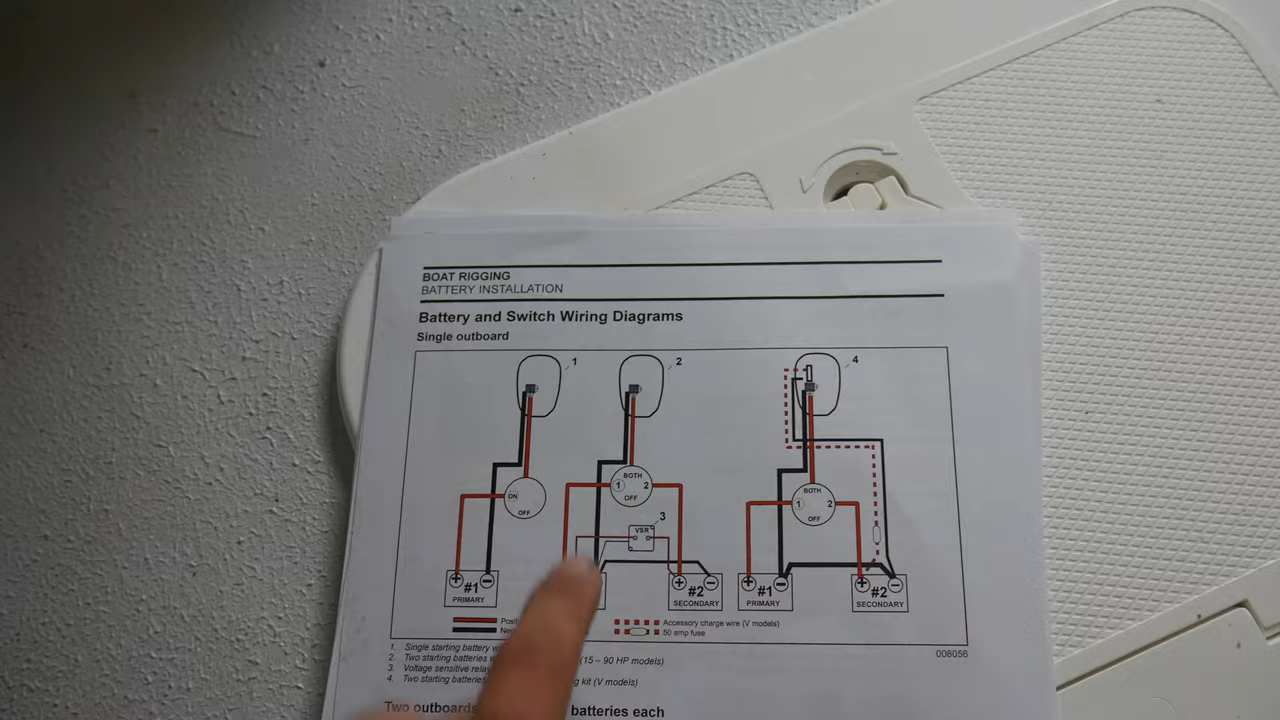 BOAT RIGGING
BATTERY INSTALLATION
Battery and Switch Wiring Diagrams
Single outboard
1
2
4
BOTH
1 2
OFF
ON
OFF
BOTH
1 2
OFF
3
VSR
#1
PRIMARY
#2
SECONDARY
#1
PRIMARY
#2
SECONDARY
Accessory charge wire (V models)
50 amp fuse
008056
1. Single starting battery
2. Two starting batteries (15 – 90 HP models)
3. Voltage sensitive
4. Two starting batteries kit (V models)
Two outboards batteries each